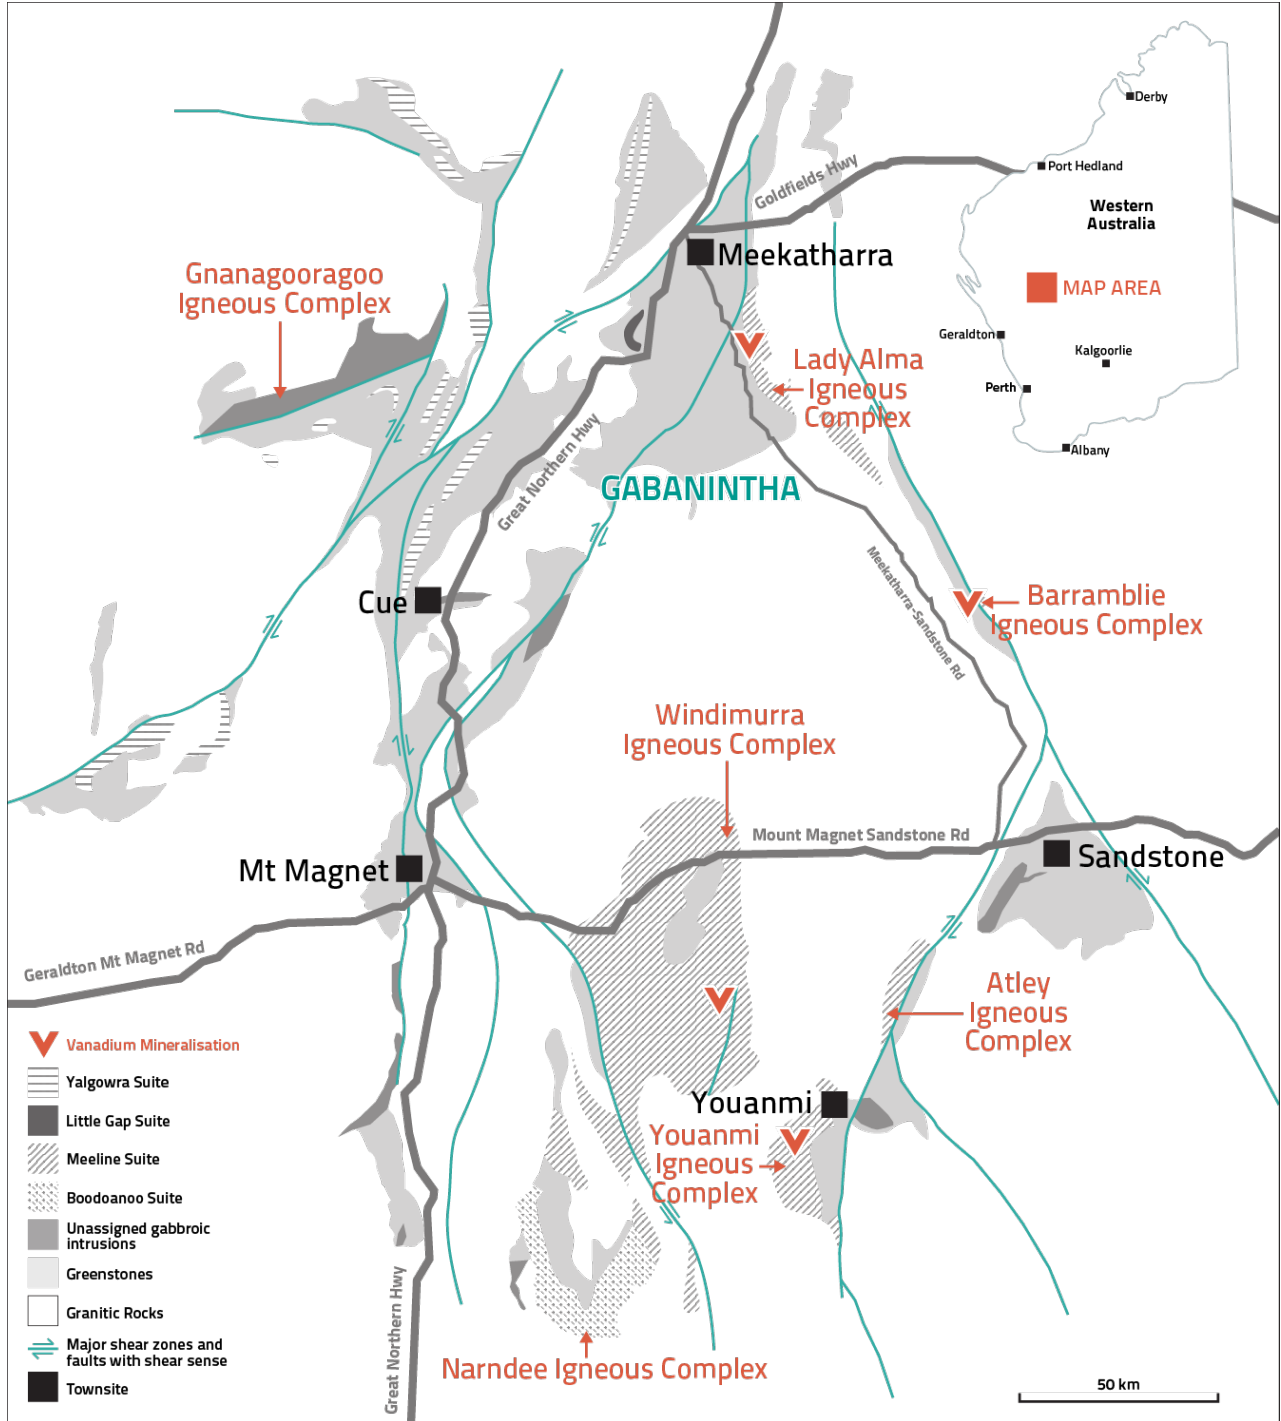 Derby
Port Hedland
Western
Australia
MAP AREA
Geraldton
Kalgoorlie
Perth
Albany
Goldfields Hwy
Meekatharra
Gnanagooragoo
Igneous Complex
Lady Alma
Igneous
Complex
Great Northern Hwy
GABANINTHA
Meekatharra-Sandstone Rd
Cue
Barramblie
Igneous Complex
Windimurra
Igneous Complex
Mount Magnet Sandstone Rd
Sandstone
Mt Magnet
Geraldton Mt Magnet Rd
Atley
Igneous
Complex
Youanmi
Youanmi
Igneous
Complex
Narndee Igneous Complex
Great Northern Hwy
Vanadium Mineralisation
Yalgowra Suite
Little Gap Suite
Meeline Suite
Boodoanoo Suite
Unassigned gabbroic
intrusions
Greenstones
Granitic Rocks
Major shear zones and
faults with shear sense
Townsite
50 km